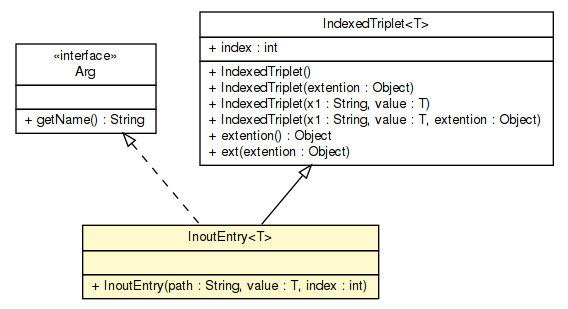 «interface»
Arg
+ getName() : String
IndexedTriplet<T>
+ index : int
+ IndexedTriplet()
+ IndexedTriplet(extention : Object)
+ IndexedTriplet(x1 : String, value : T)
+ IndexedTriplet(x1 : String, value : T, extention : Object)
+ extention() : Object
+ ext(extention : Object)
InoutEntry<T>
+ InoutEntry(path : String, value : T, index : int)